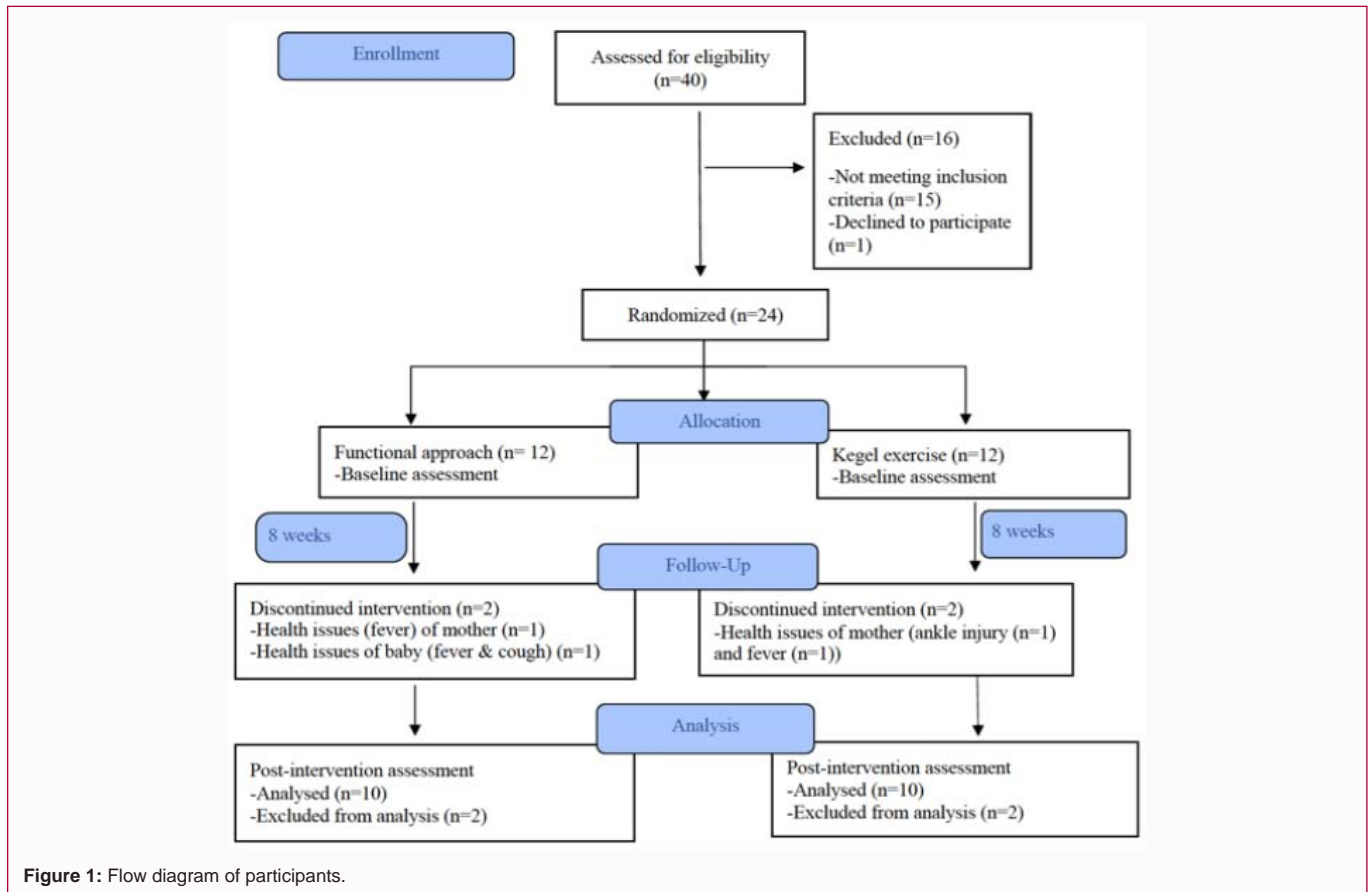 Enrollment
Assessed for eligibility
(n=40)
Excluded (n=16)
-Not meeting inclusion
criteria (n=15)
-Declined to participate
(n=1)
Randomized (n=24)
Allocation
Functional approach (n= 12)
-Baseline assessment
Kegel exercise (n=12)
-Baseline assessment
8 weeks
8 weeks
Follow-Up
Discontinued intervention (n=2)
-Health issues (fever) of mother (n=1)
-Health issues of baby (fever & cough) (n=1)
Discontinued intervention (n=2)
-Health issues of mother (ankle injury (n=1)
and fever (n=1))
Analysis
Post-intervention assessment
-Analysed (n=10)
-Excluded from analysis (n=2)
Post-intervention assessment
-Analysed (n=10)
-Excluded from analysis (n=2)
Figure 1: Flow diagram of participants.